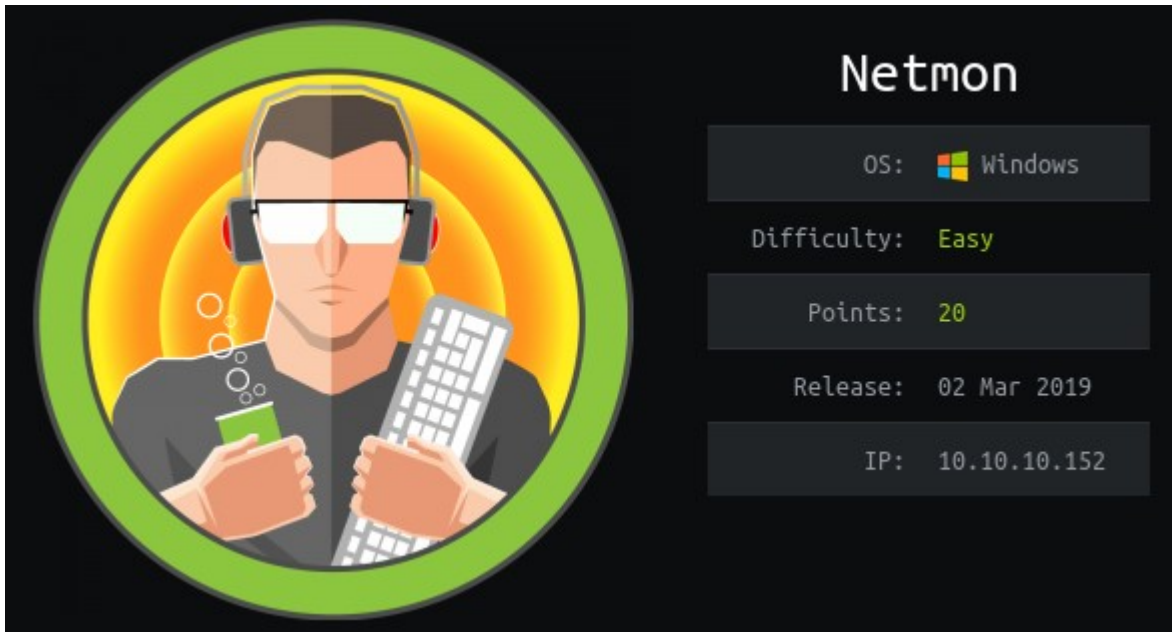 Netmon
OS: Windows
Difficulty: Easy
Points: 20
Release: 02 Mar 2019
IP: 10.10.10.152